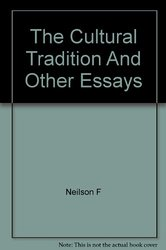 The Cultural
Tradition And
Other Essays
Neilson F
Note: This is not the actual book cover